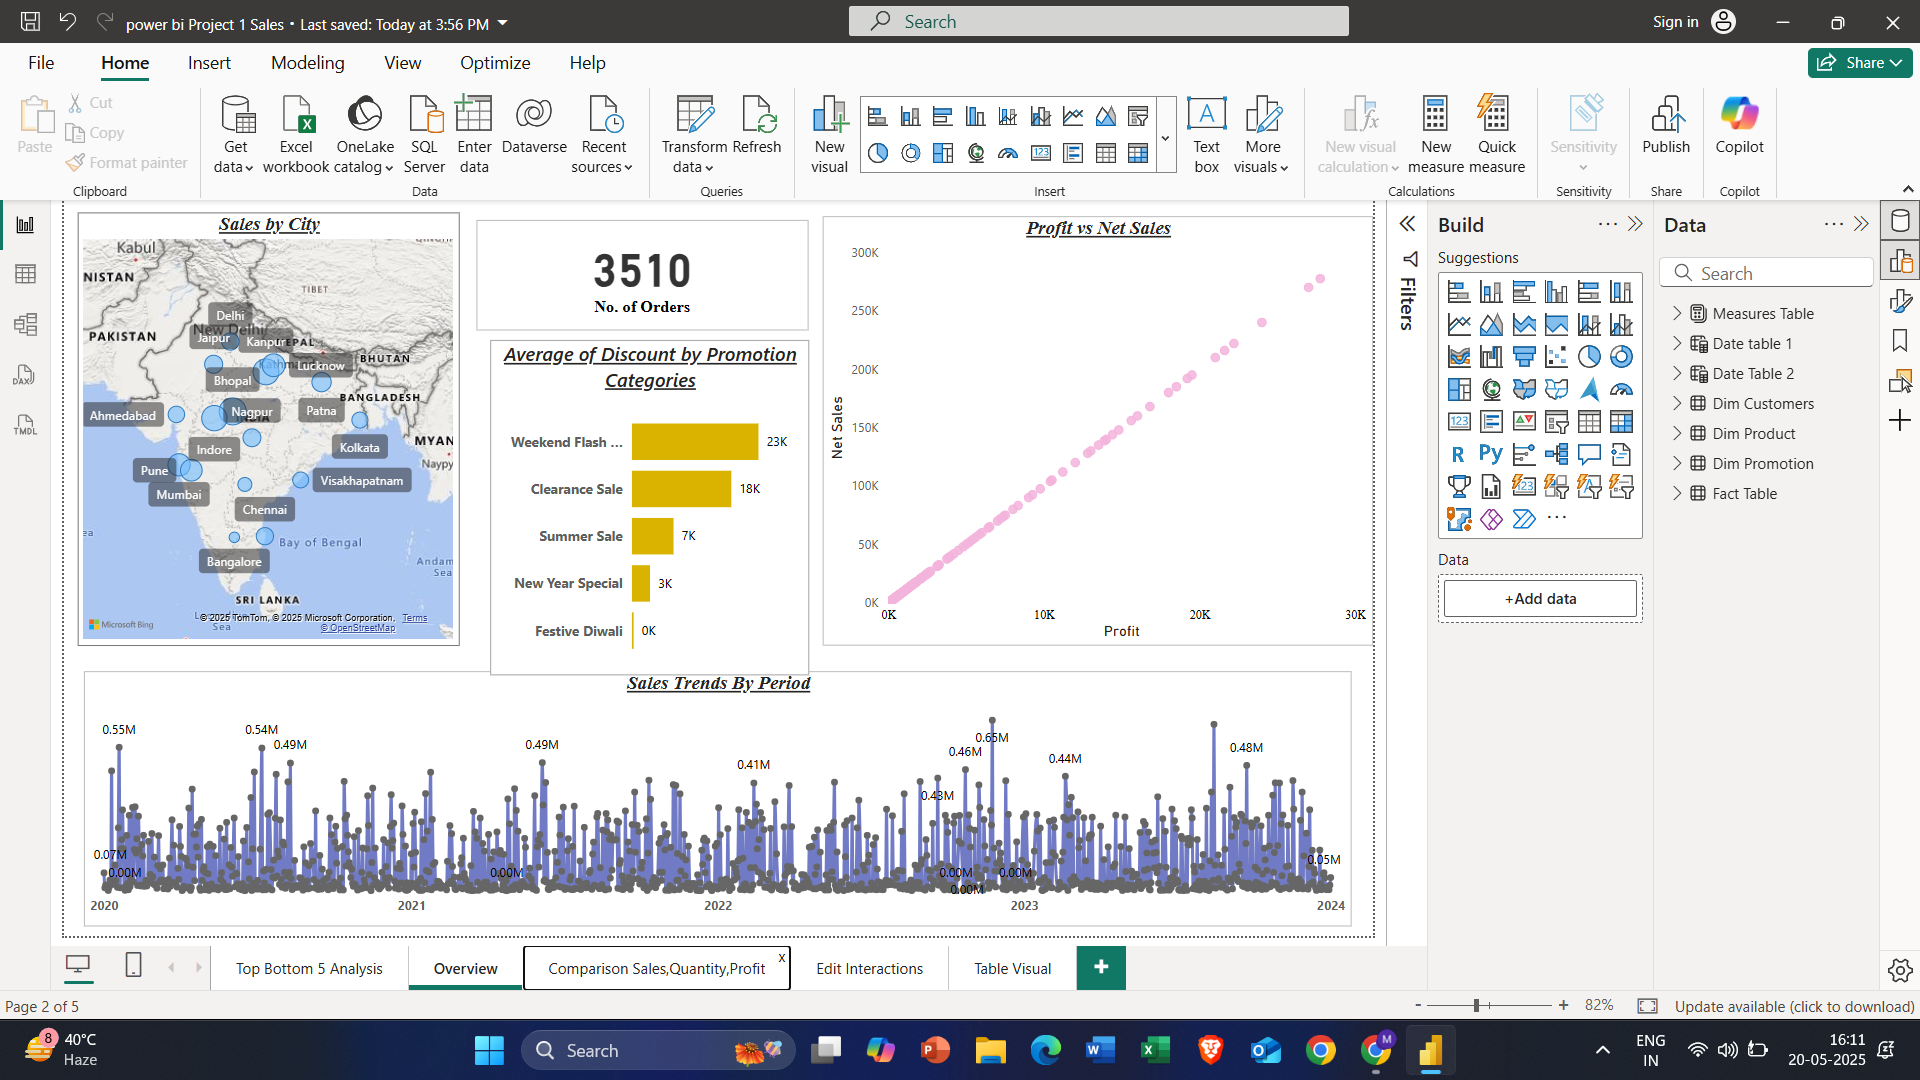 power bi Project 1 Sales • Last saved: Today at 3:56 PM
Search
Sign in
File
Home
Insert
Modeling
View
Optimize
Help
Share
Paste
Cut
Copy
Format painter
Clipboard
Get data
Excel workbook
OneLake catalog
SQL Server
Enter data
Dataverse
Recent sources
Data
Transform data
Refresh
Queries
New visual
Text box
More visuals
Insert
New visual calculation
New measure
Quick measure
Calculations
Sensitivity
Sensitivity
Publish
Share
Copilot
Copilot
Sales by City
Kabul
NISTAN
TIBET
PAKISTAN
Delhi
New Delhi
Jaipur
Kanpur
EPAL
Lucknow
BHUTAN
Bhopal
BANGLADESH
Ahmedabad
Nagpur
Patna
Indore
Kolkata
MYAN
Naypy
Pune
Mumbai
Visakhapatnam
Chennai
Bay of Bengal
Bangalore
Andam
Sea
ea
SRI LANKA
Sea
Microsoft Bing
© 2025 TomTom, © 2025 Microsoft Corporation, Terms
© OpenStreetMap
3510
No. of Orders
Average of Discount by Promotion Categories
Weekend Flash ...
23K
Clearance Sale
18K
Summer Sale
7K
New Year Special
3K
Festive Diwali
0K
Profit vs Net Sales
300K
250K
200K
150K
100K
50K
0K
Net Sales
0K
10K
20K
30K
Profit
Sales Trends By Period
0.55M
0.54M
0.49M
0.49M
0.41M
0.65M
0.46M
0.43M
0.44M
0.48M
0.07M
0.00M
0.00M
0.00M
0.00M
0.00M
0.05M
2020
2021
2022
2023
2024
Filters
Build
Suggestions
R
Py
123
Data
+Add data
Data
Search
Measures Table
Date table 1
Date Table 2
Dim Customers
Dim Product
Dim Promotion
Fact Table
DAX
TMDL
Top Bottom 5 Analysis
Overview
Comparison Sales,Quantity,Profit
x
Edit Interactions
Table Visual
+
Page 2 of 5
-
+
82%
Update available (click to download)
8
40°C
Haze
Search
M
ENG
IN
16:11
20-05-2025